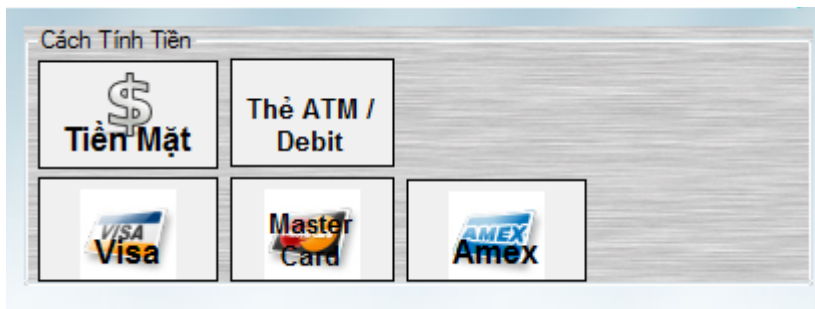 Cách Tính Tiền
$
Tiền Mặt
Thẻ ATM /
Debit
VISA
Visa
Master
Card
AMEX
Amex